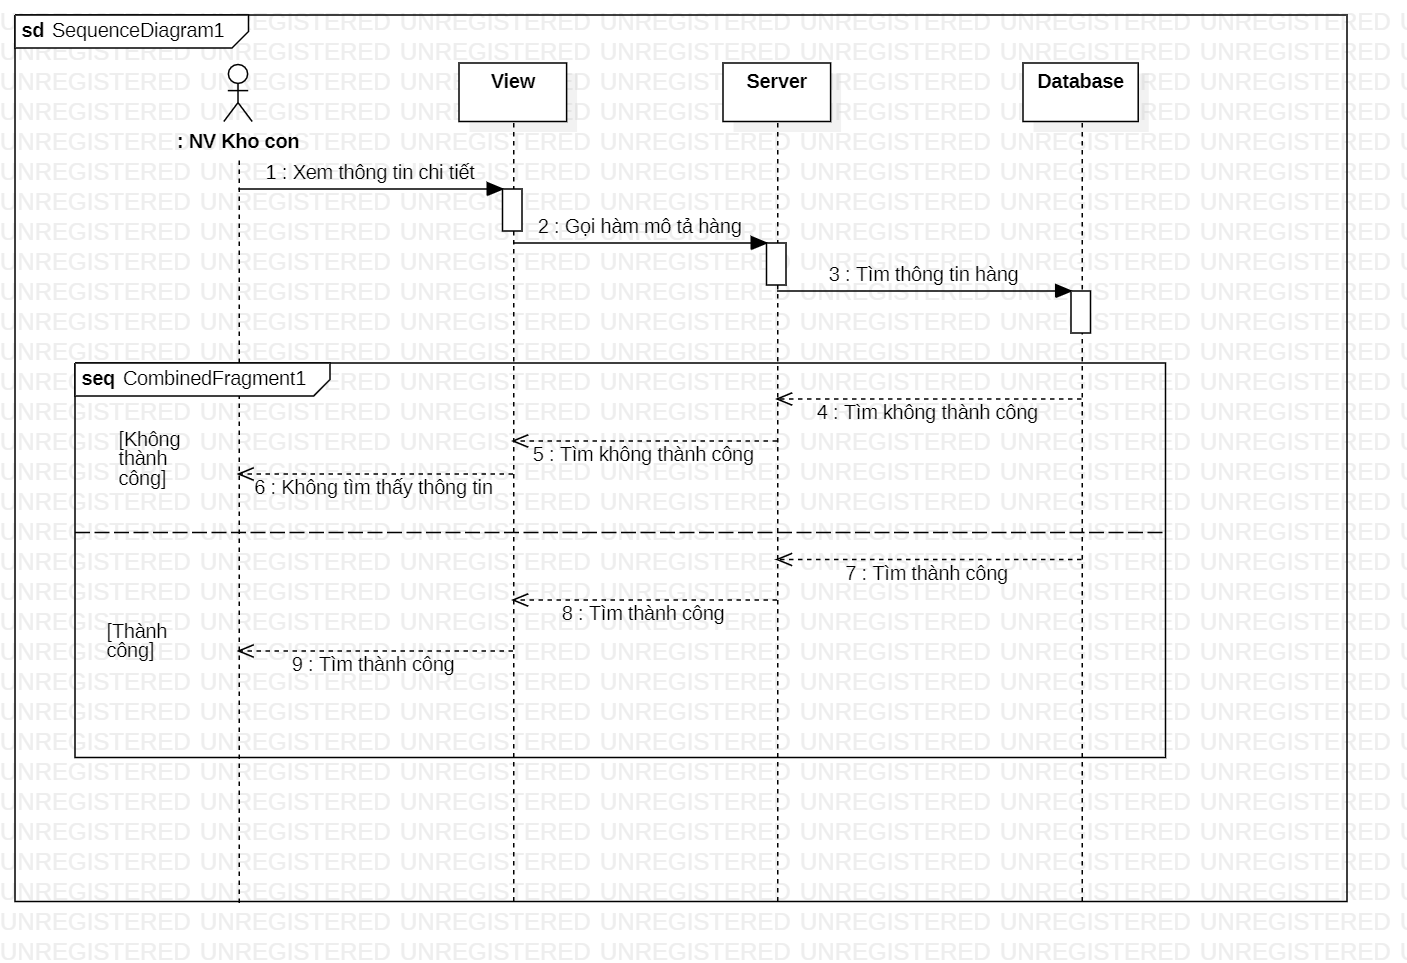 sd SequenceDiagram1
View
Server
Database
: NV Kho con
1 : Xem thông tin chi tiết
2 : Gọi hàm mô tả hàng
3 : Tìm thông tin hàng
seq CombinedFragment1
4 : Tìm không thành công
[Không
thành
công]
5 : Tìm không thành công
6 : Không tìm thấy thông tin
7 : Tìm thành công
8 : Tìm thành công
[Thành
công]
9 : Tìm thành công
UNREGISTERED